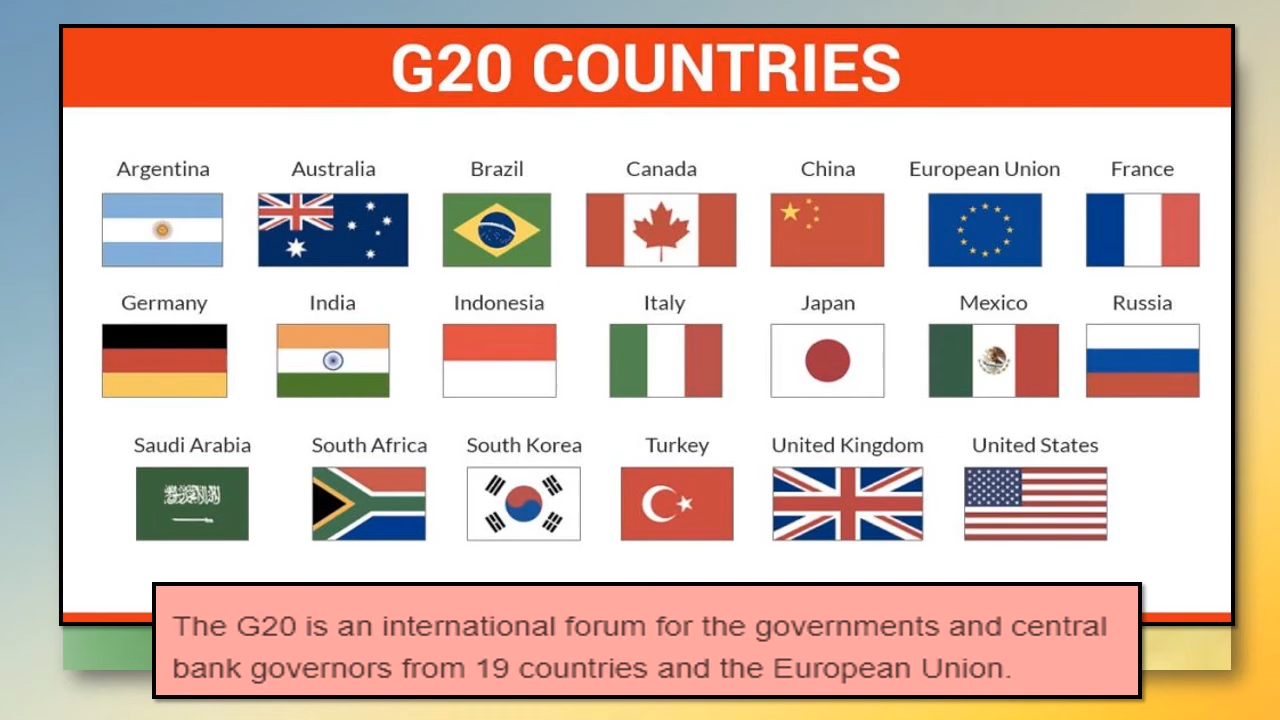 G20 COUNTRIES
Argentina Australia Brazil Canada China European Union France
Germany India Indonesia Italy Japan Mexico Russia
Saudi Arabia South Africa South Korea Turkey United Kingdom United States
The G20 is an international forum for the governments and central
bank governors from 19 countries and the European Union.